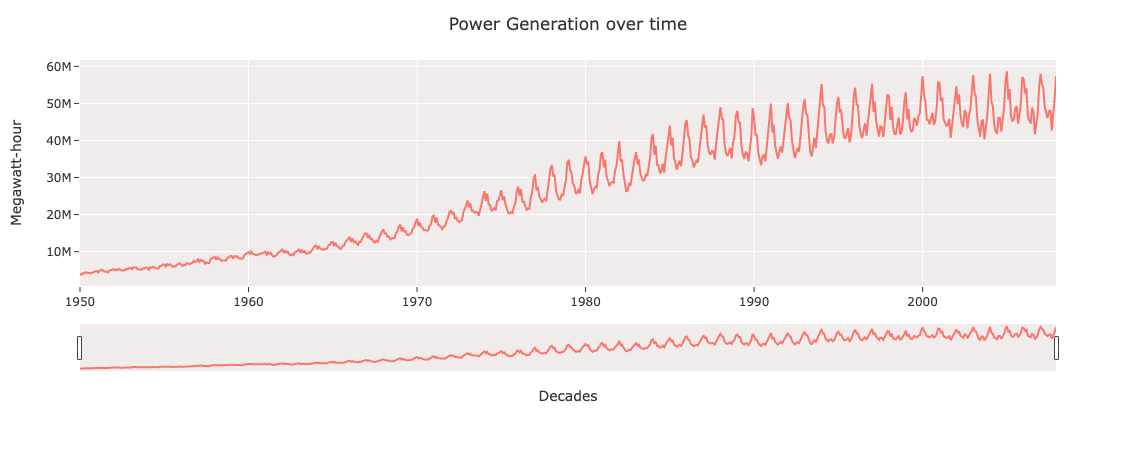 Power Generation over time
60M
50M
40M
30M
20M
10M
Megawatt-hour
1950 1960 1970 1980 1990 2000
Decades